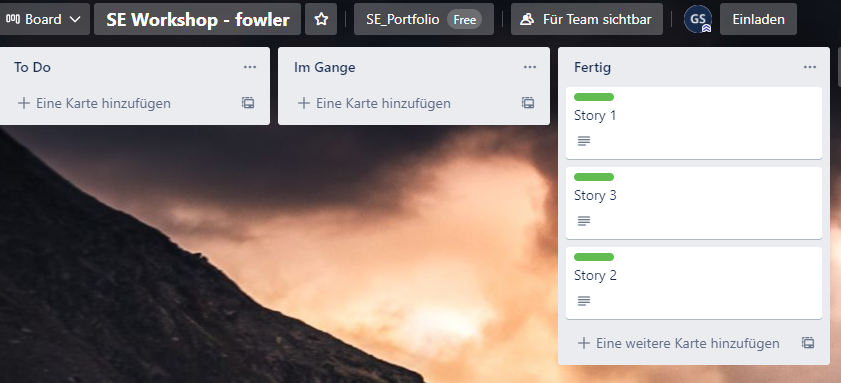 Board
SE Workshop - fowler
SE_Portfolio Free
Für Team sichtbar
GS
Einladen
To Do
Eine Karte hinzufügen
Im Gange
Eine Karte hinzufügen
Fertig
Story 1
Story 3
Story 2
Eine weitere Karte hinzufügen